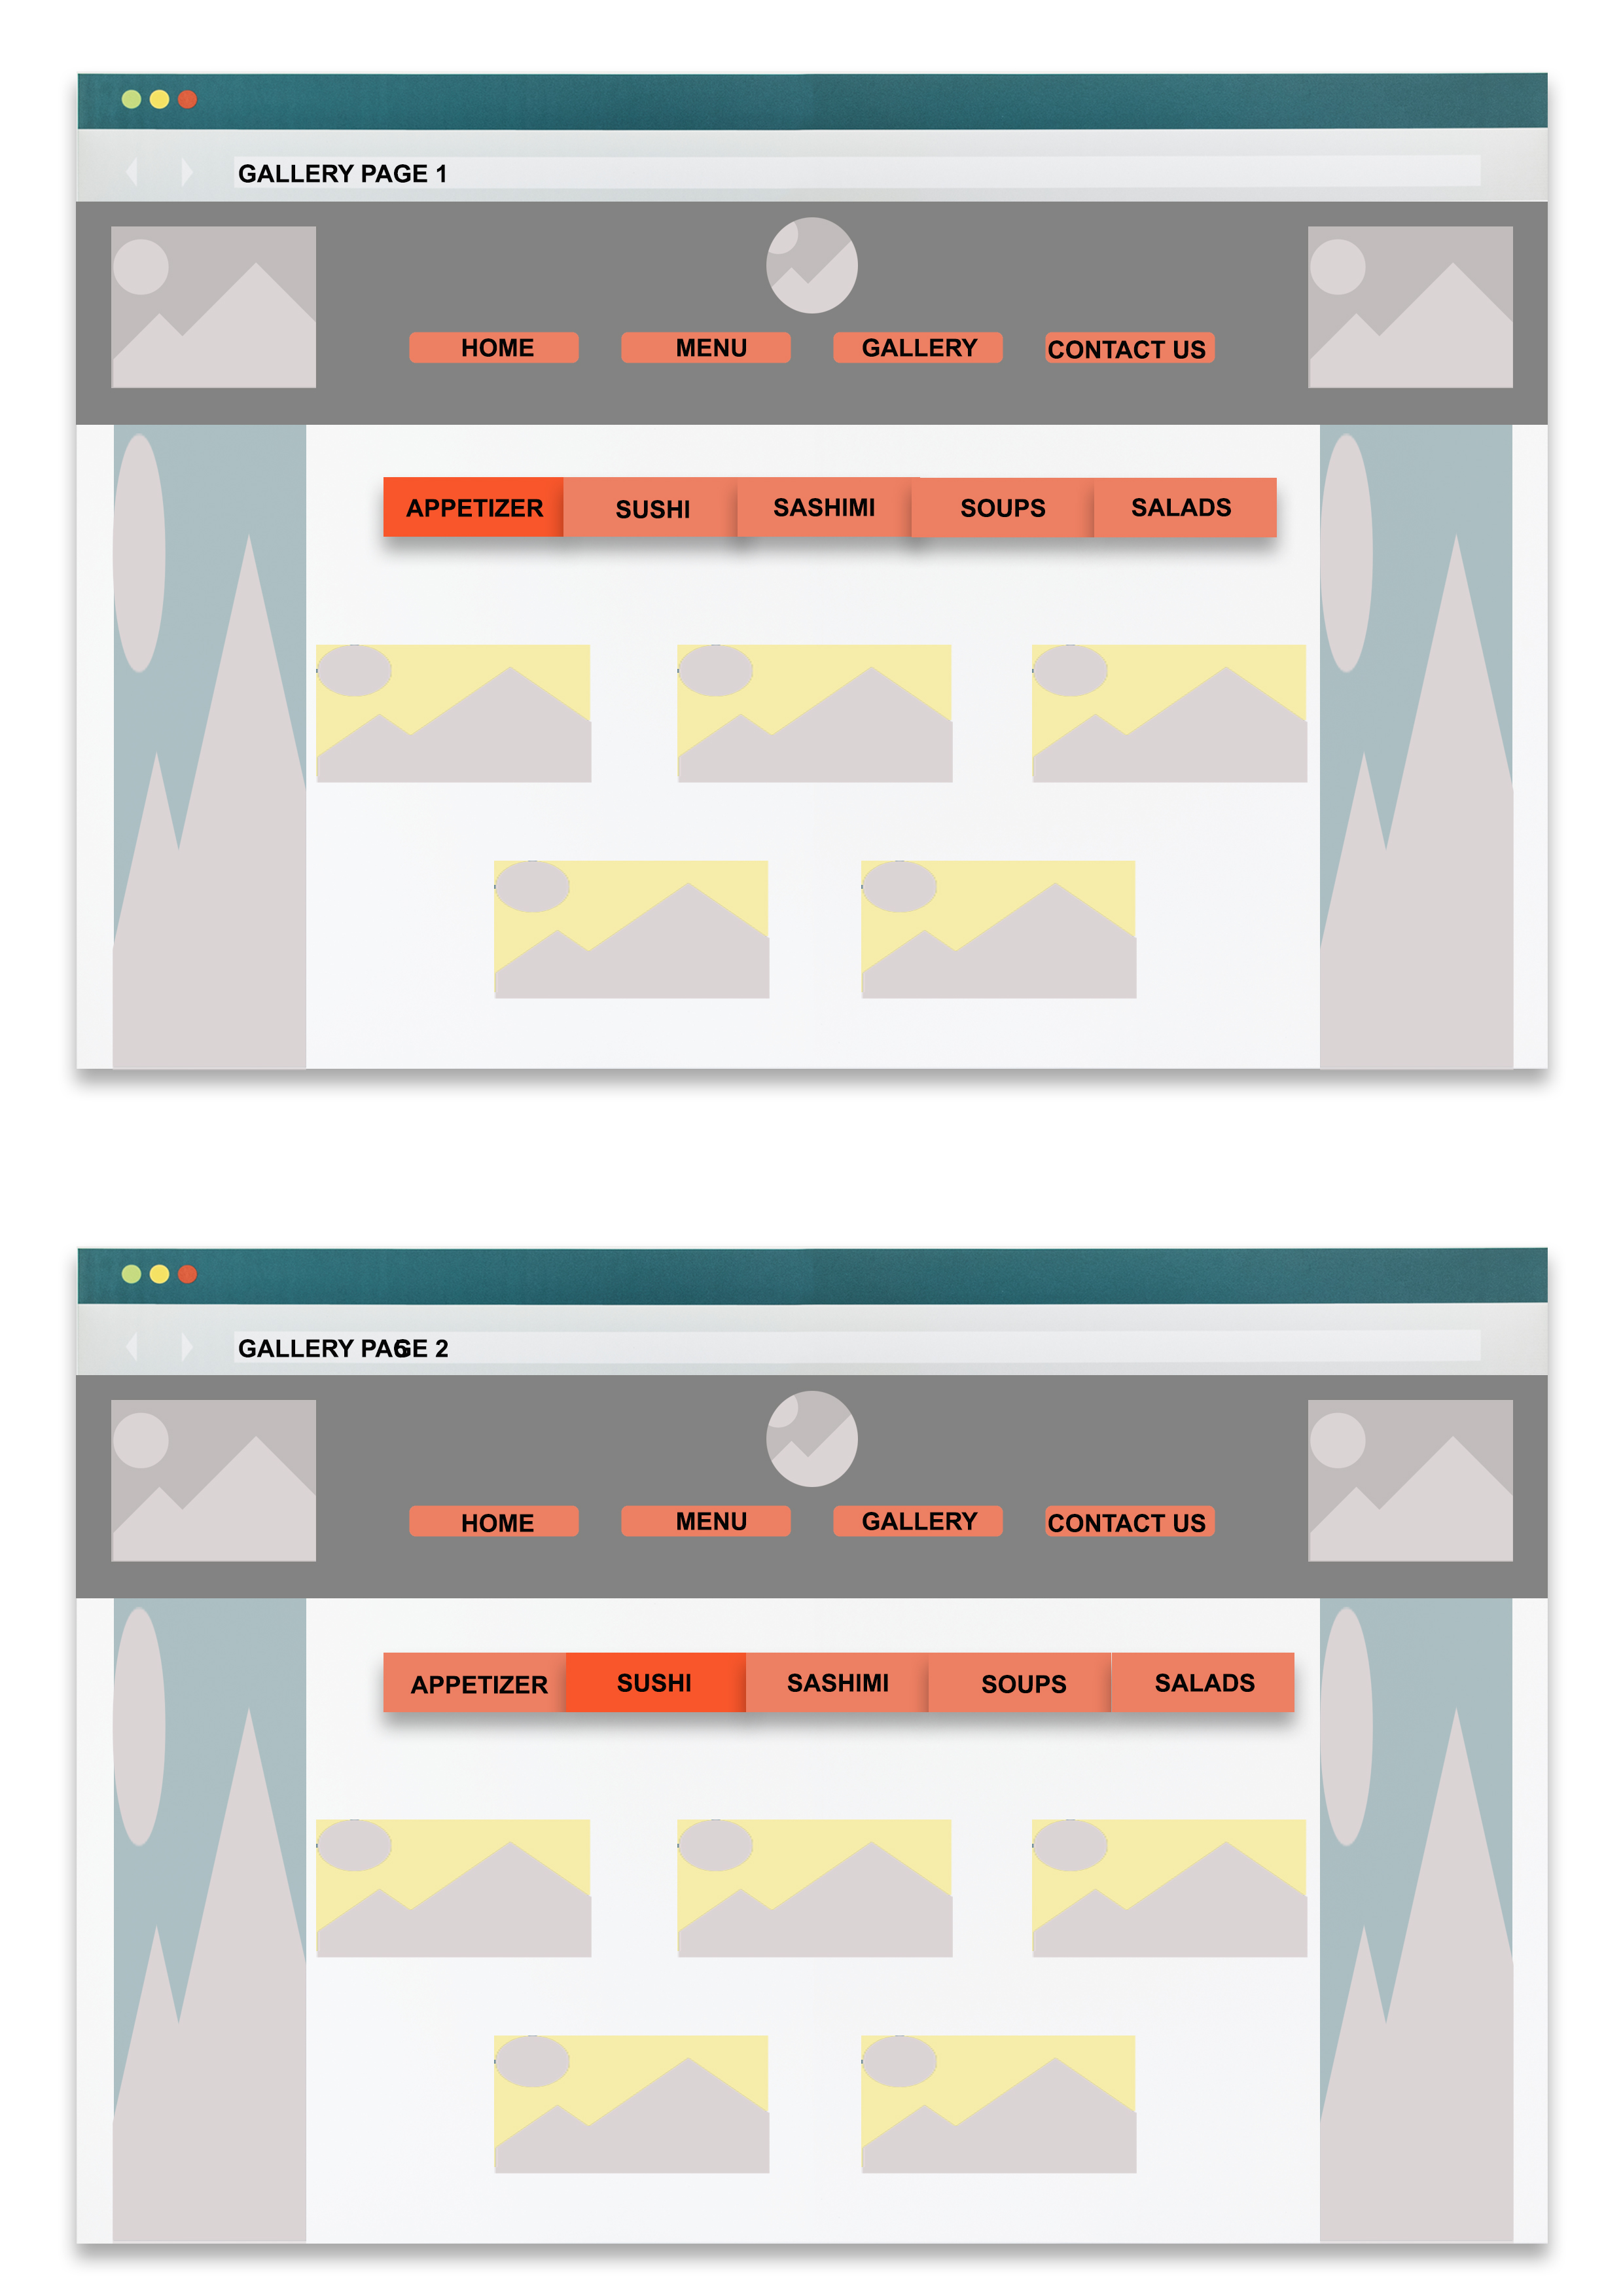 GALLERY PAGE 1
HOME MENU GALLERY CONTACT US
APPETIZER SUSHI SASHIMI SOUPS SALADS
GALLERY PAGE 2
HOME MENU GALLERY CONTACT US
APPETIZER SUSHI SASHIMI SOUPS SALADS